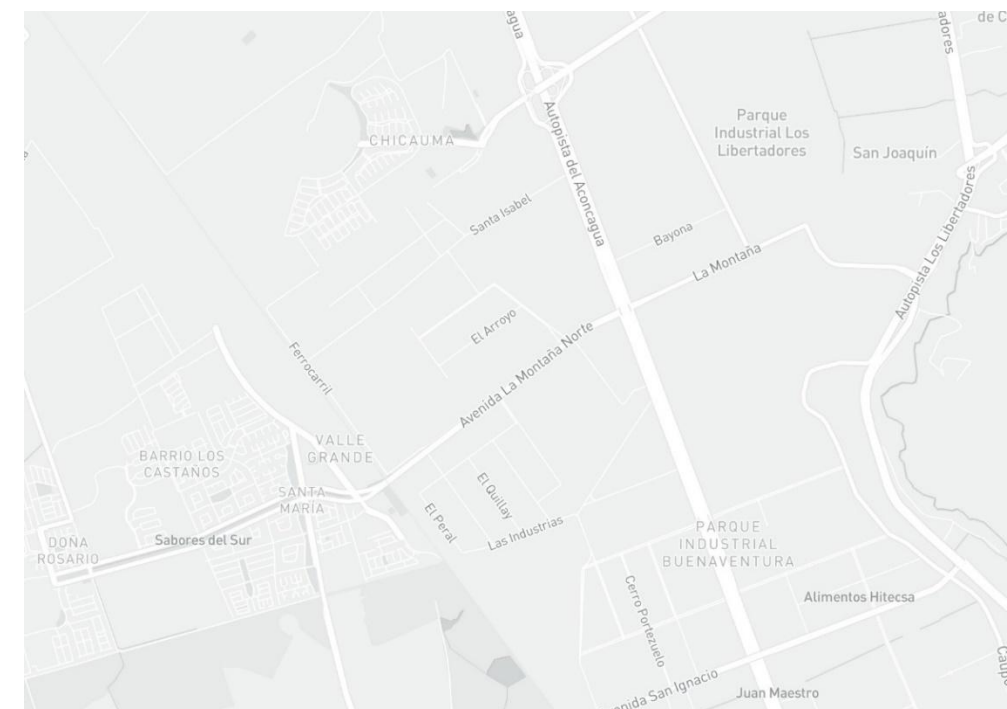 agua
de C
adores
Parque
Industrial Los
Libertadores
CHICAUMA
San Joaquín
Autopista del Aconcagua
Santa Isabel
Bayona
La Montaña
Autopista Los Libertadores
El Arroyo
Avenida La Montaña Norte
Ferrocarril
VALLE
GRANDE
BARRIO LOS
CASTAÑOS
SANTA
MARÍA
El Quillay
El Peral
Las Industrias
DOÑA
ROSARIO
Sabores del Sur
PARQUE
INDUSTRIAL
BUENAVENTURA
Cerro Portezuelo
Alimentos Hitecsa
Caupo
enida San Ignacio
Juan Maestro